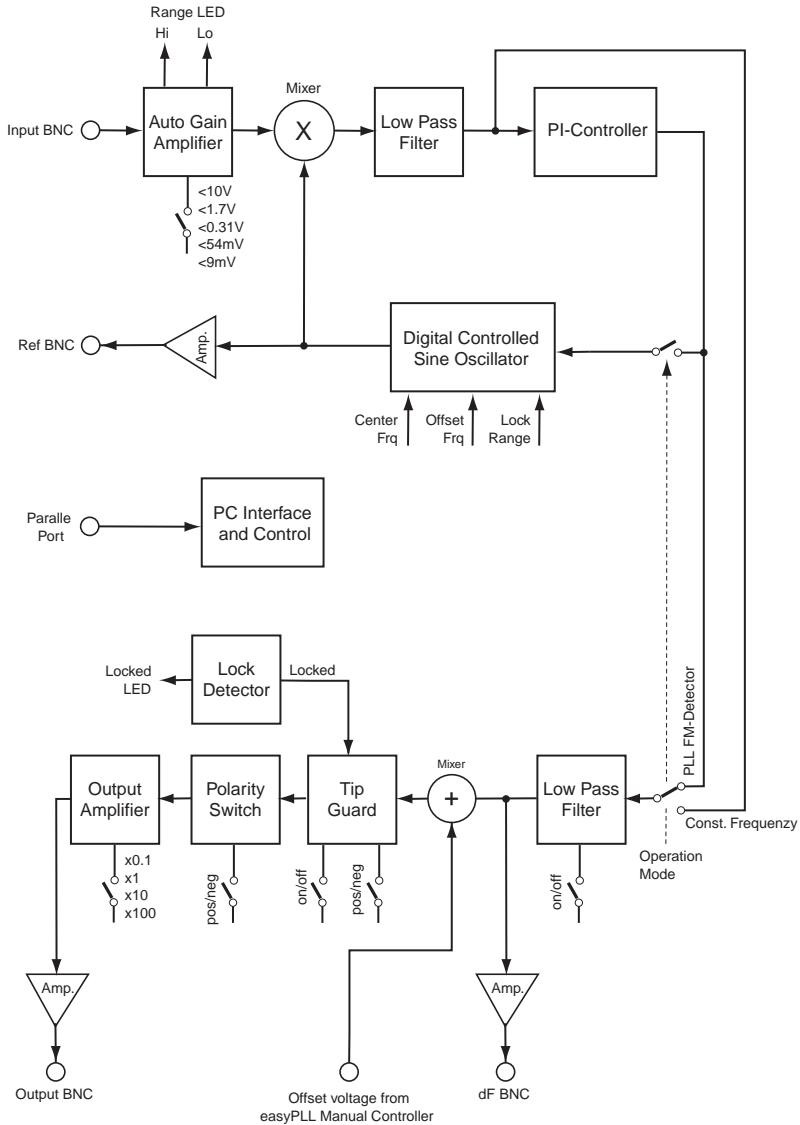 Range LED
Hi Lo
Mixer
Input BNC
Auto Gain
Amplifier
X
Low Pass
Filter
PI-Controller
<10V
<1.7V
<0.31V
<54mV
<9mV
Ref BNC
Amp.
Digital Controlled
Sine Oscillator
Center
Frq
Offset
Frq
Lock
Range
Paralle
Port
PC Interface
and Control
Locked
LED
Lock
Detector
Locked
PLL FM-Detector
Output
Amplifier
Polarity
Switch
Tip
Guard
Mixer
+
Low Pass
Filter
Const. Frequenzy
Operation
Mode
x0.1
x1
x10
x100
pos/neg
on/off
pos/neg
on/off
Amp.
Amp.
Output BNC
Offset voltage from
easyPLL Manual Controller
dF BNC